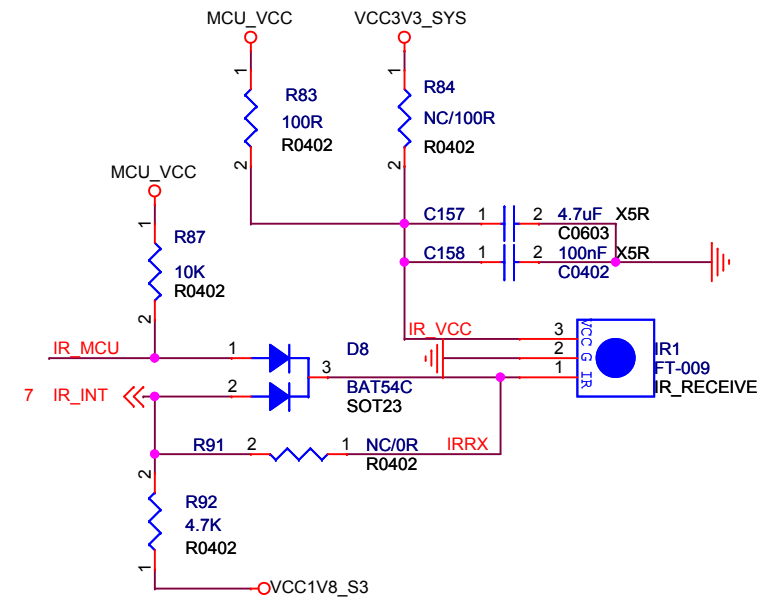 MCU_VCC
VCC3V3_SYS
1
R83
100R
R0402
2
1
R84
NC/100R
R0402
2
MCU_VCC
1
R87
10K
R0402
2
C157 1 2 4.7uF X5R
C0603
C158 1 2 100nF X5R
C0402
IR_VCC
3 VCC
2 G
1 IR
IR1
FT-009
IR_RECEIVE
IR_MCU
1
D8
3
BAT54C
SOT23
7 IR_INT
2
R91 2 1 NC/0R IRRX
R0402
2
R92
4.7K
R0402
1
VCC1V8_S3